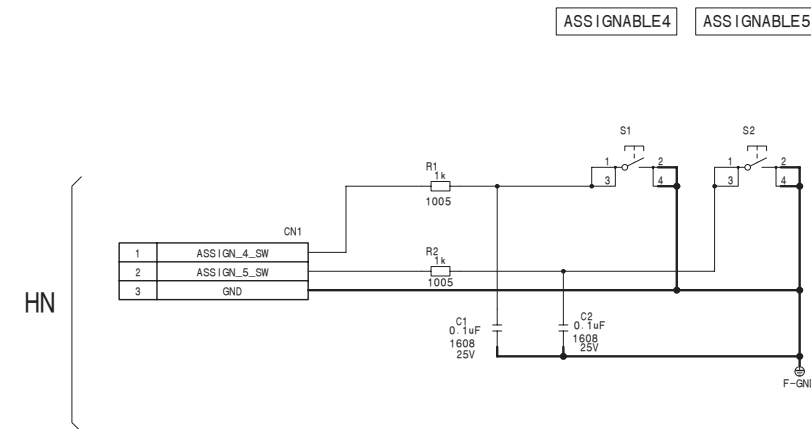 ASSIGNABLE4
ASSIGNABLE5
S1
S2
1
2
3
4
1
2
3
4
R1
1k
1005
CN1
1 ASSIGN_4_SW
2 ASSIGN_5_SW
3 GND
R2
1k
1005
HN
C1
0.1uF
1608
25V
C2
0.1uF
1608
25V
F-GND